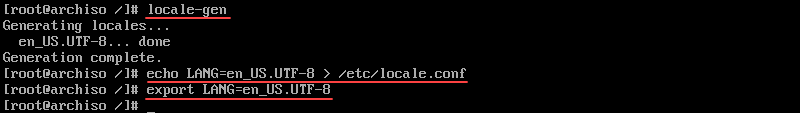 [root@archiso /]# locale-gen
Generating locales...
  en_US.UTF-8... done
Generation complete.
[root@archiso /]# echo LANG=en_US.UTF-8 > /etc/locale.conf
[root@archiso /]# export LANG=en_US.UTF-8
[root@archiso /]# _